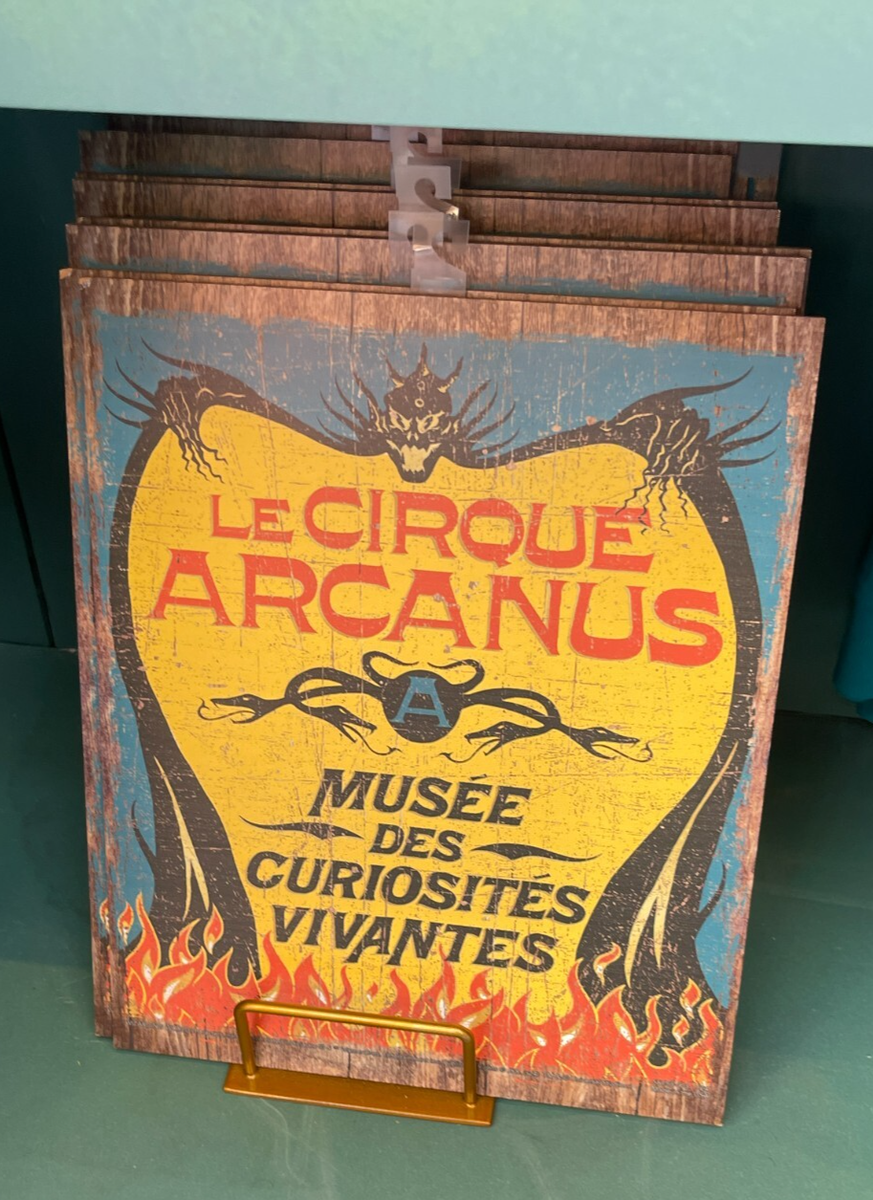 LE CIRQUE
ARCANUS
A
MUSÉE
DES
CURIOSITÉS
VIVANTES